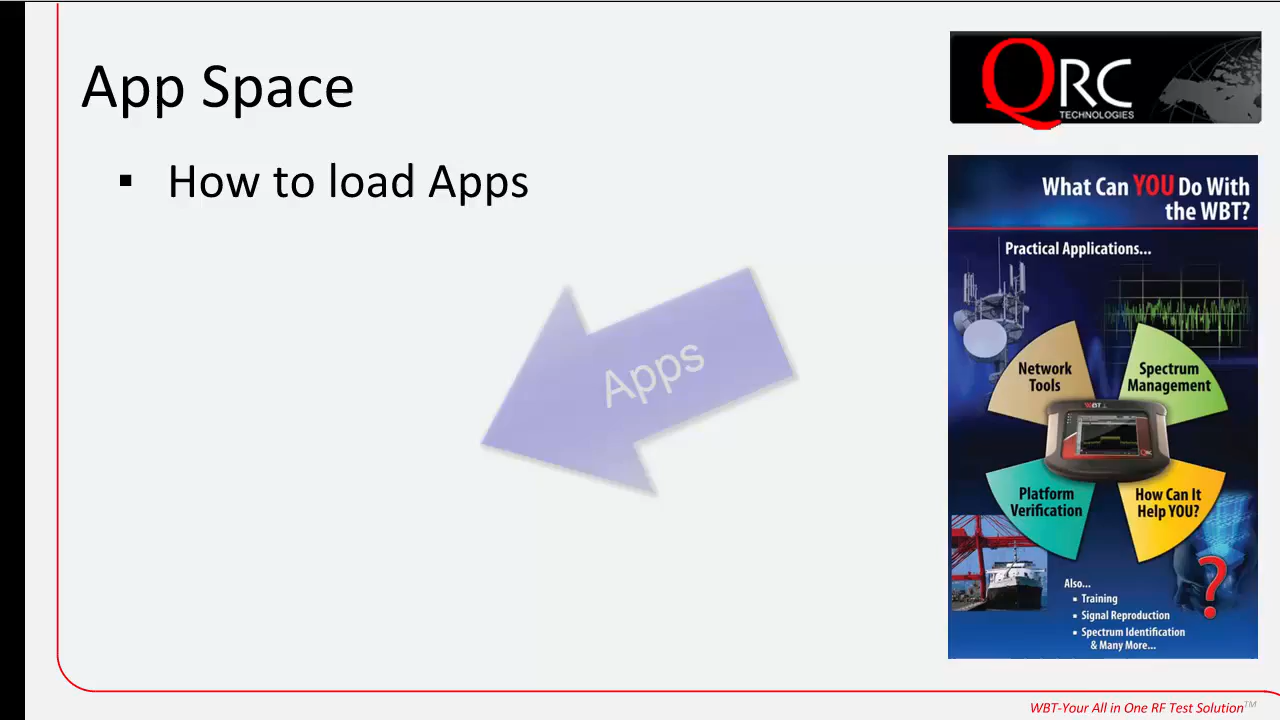 App Space
▪ How to load Apps
Apps
QRC
TECHNOLOGIES
What Can YOU Do With
the WBT?
Practical Applications...
Network
Tools
Spectrum
Management
WBT
QRC
Platform
Verification
How Can It
Help YOU?
?
Also...
▪ Training
▪ Signal Reproduction
▪ Spectrum Identification
& Many More...
WBT-Your All in One RF Test Solution™